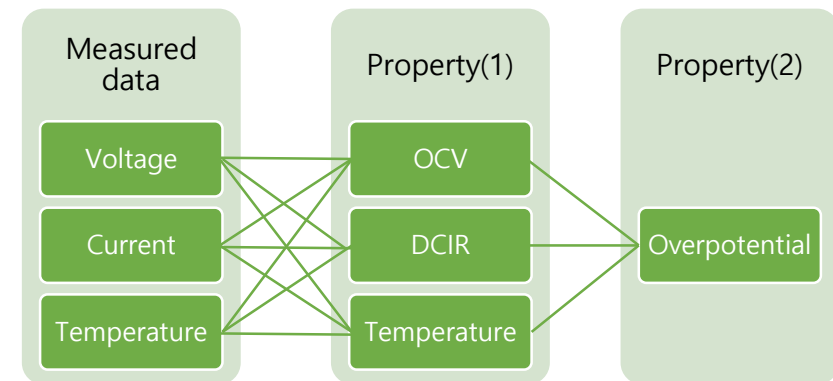 Measured
data
Voltage
Current
Temperature
Property(1)
OCV
DCIR
Temperature
Property(2)
Overpotential